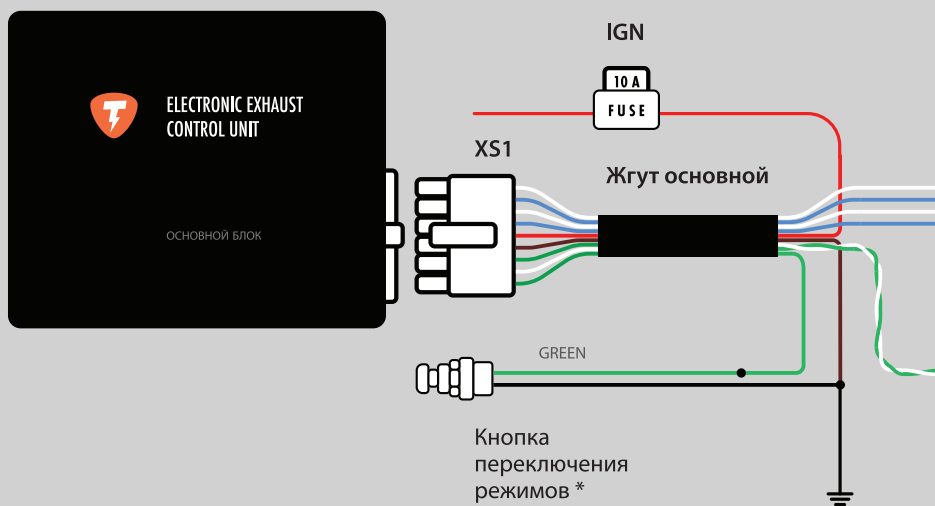 IGN
10 A
FUSE
ELECTRONIC EXHAUST
CONTROL UNIT
XS1
Жгут основной
ОСНОВНОЙ БЛОК
GREEN
Кнопка
переключения
режимов *